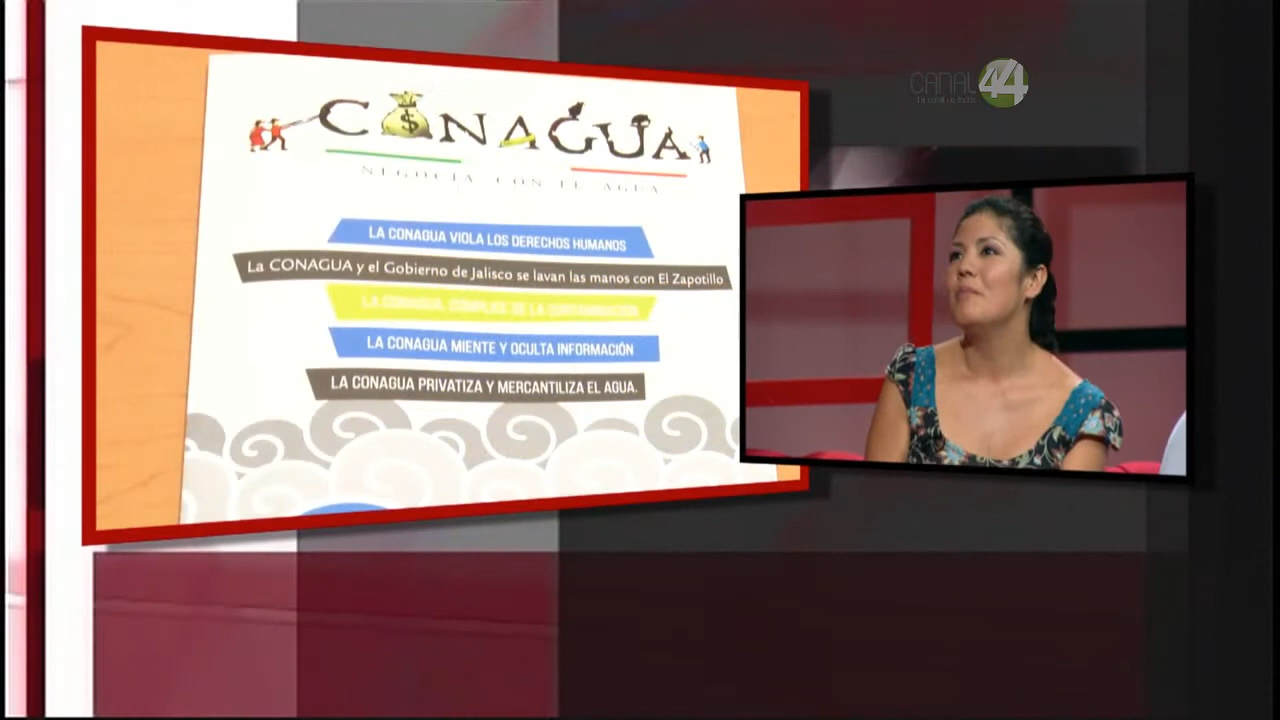 CONAGUA
NEGOCIA CON EL AGUA
LA CONAGUA VIOLA LOS DERECHOS HUMANOS
La CONAGUA y el Gobierno de Jalisco se lavan las manos con El Zapotillo
LA CONAGUA, CÓMPLICE DE LA CONTAMINACIÓN
LA CONAGUA MIENTE Y OCULTA INFORMACIÓN
LA CONAGUA PRIVATIZA Y MERCANTILIZA EL AGUA.
CANAL 44